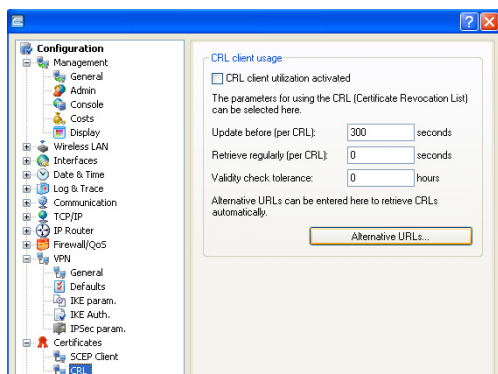 Configuration
Management
General
Admin
Console
Costs
Display
Wireless LAN
Interfaces
Date & Time
Log & Trace
Communication
TCP/IP
IP Router
Firewall/QoS
VPN
General
Defaults
IKE param.
IKE Auth.
IPSec param.
Certificates
SCEP Client
CRL
CRL client usage
CRL client utilization activated
The parameters for using the CRL (Certificate Revocation List)
can be selected here.
Update before (per CRL): 300 seconds
Retrieve regularly (per CRL): 0 seconds
Validity check tolerance: 0 hours
Alternative URLs can be entered here to retrieve CRLs
automatically.
Alternative URLs...